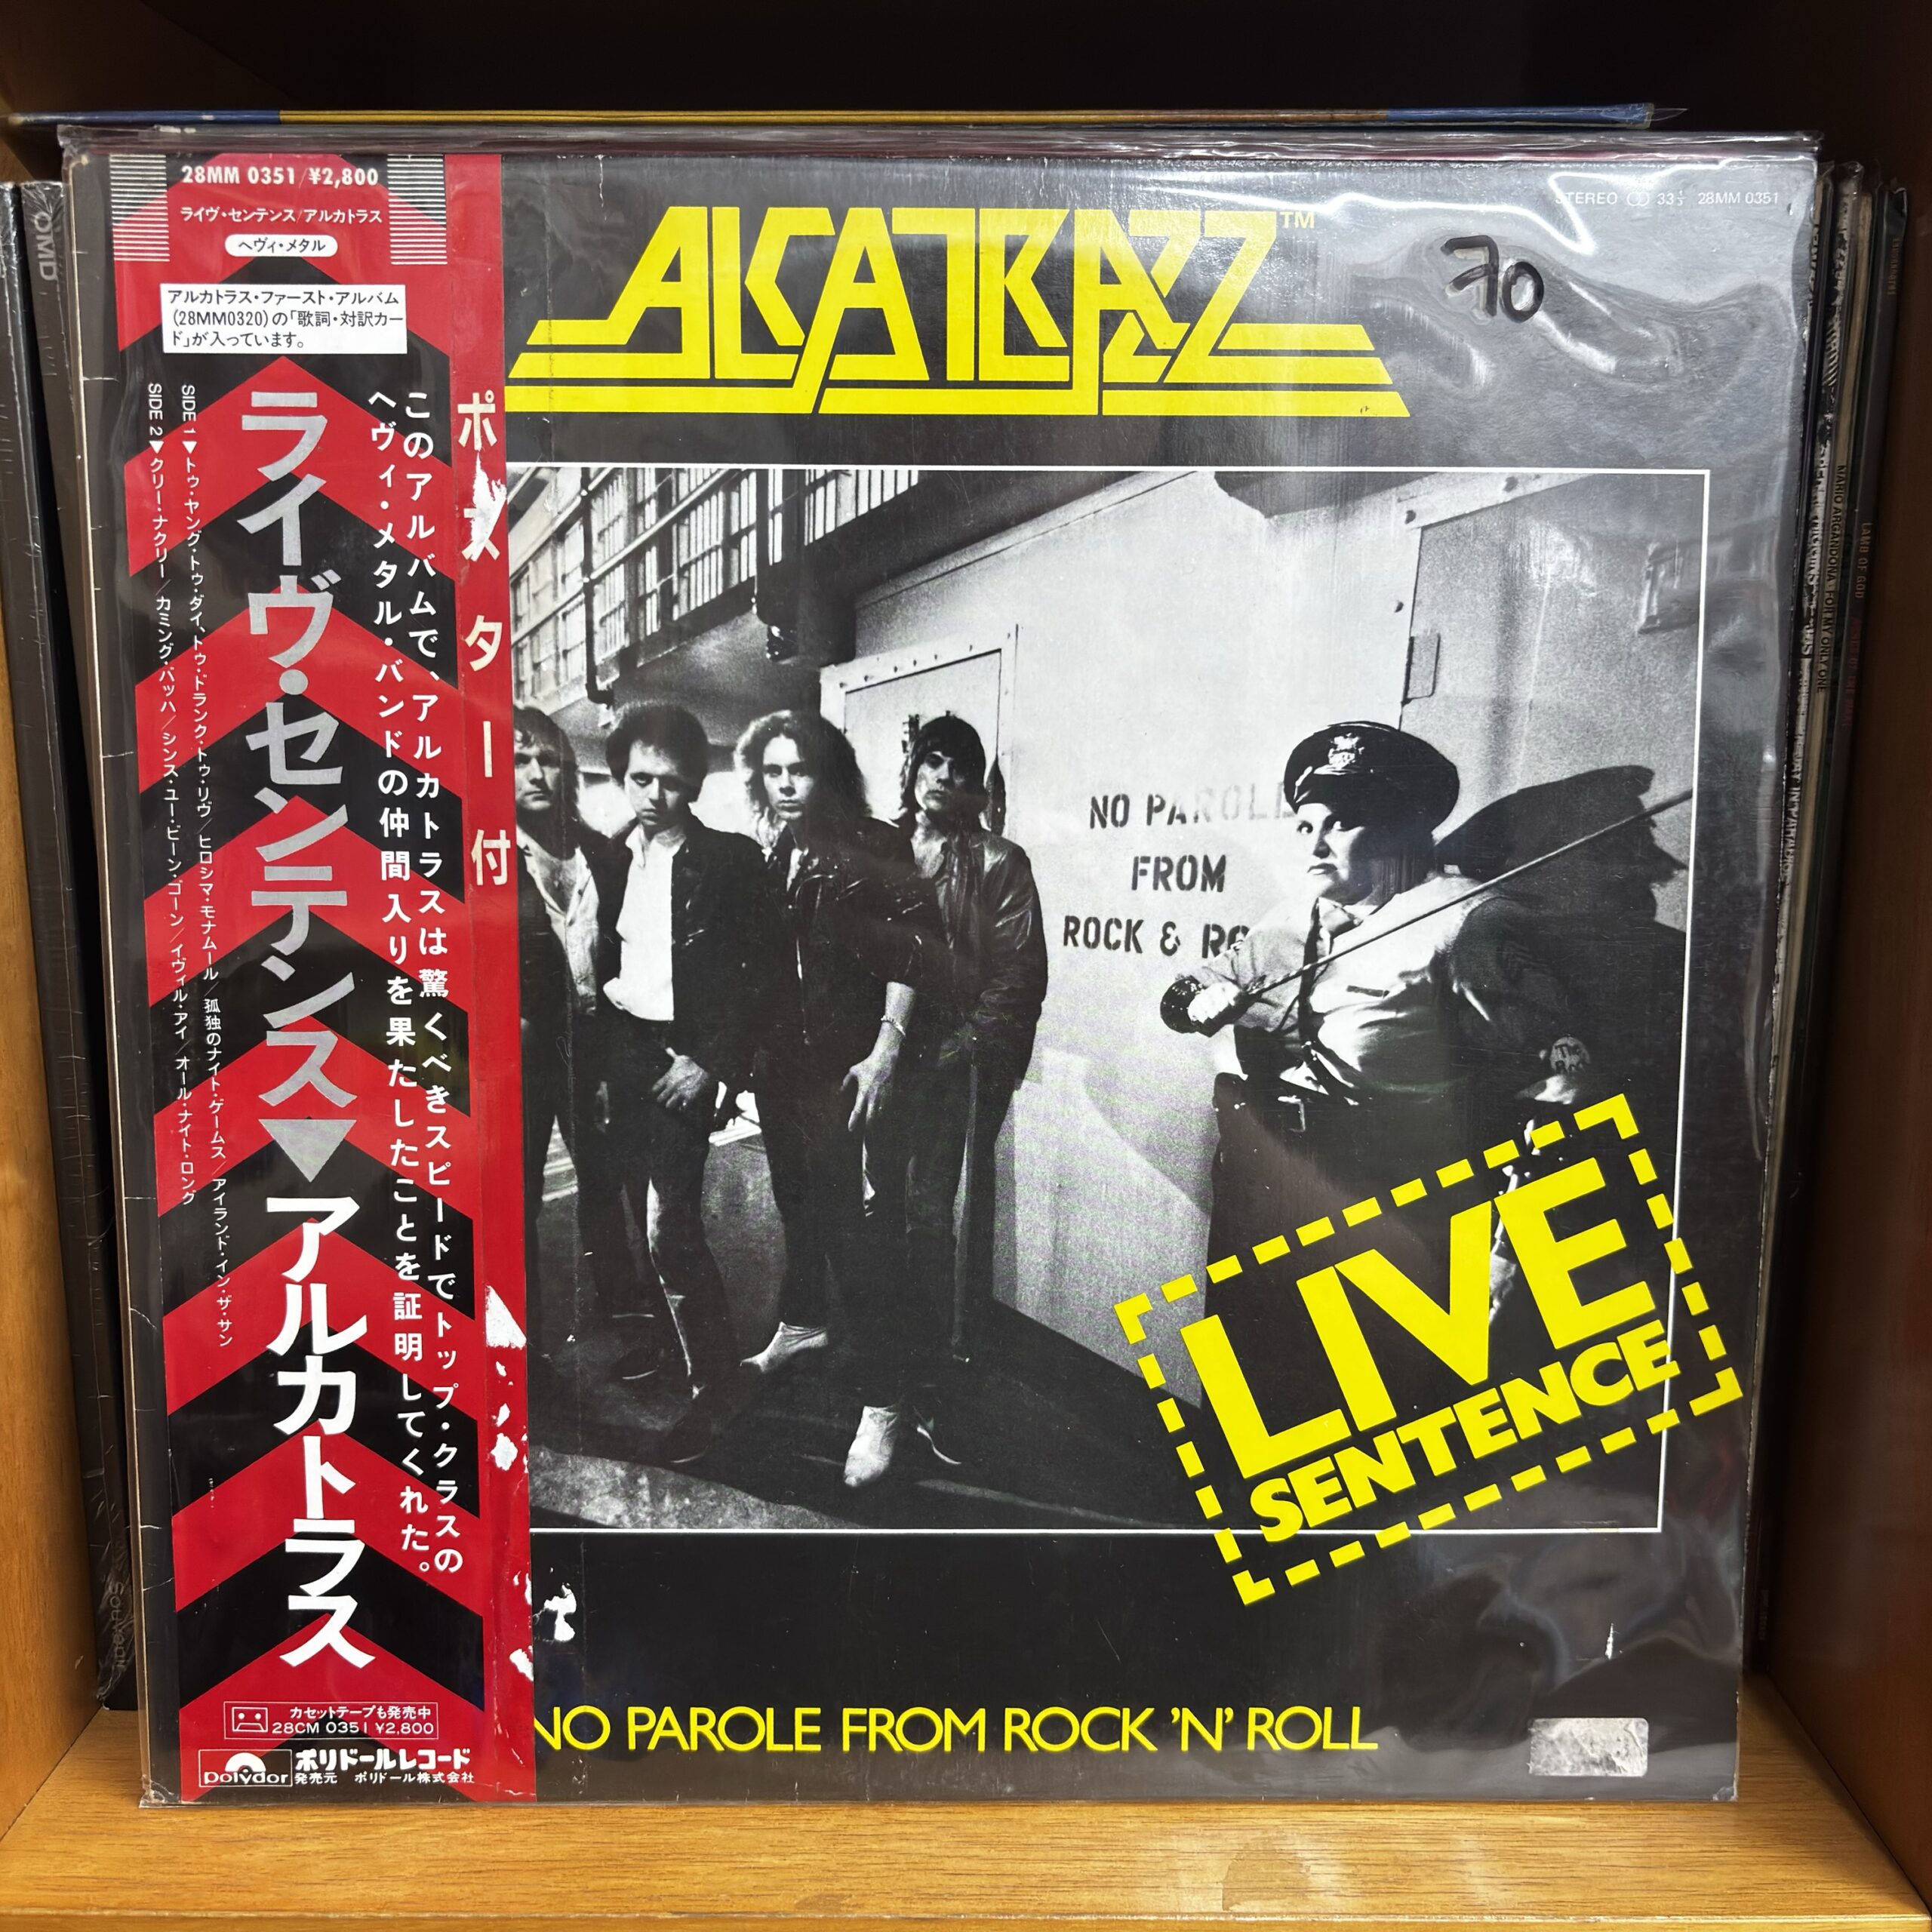 28MM 0351/¥2,800
ライヴ・センテンス/アルカトラス
ヘヴィ・メタル
アルカトラス・ファースト・アルバム
(28MM0320)の「歌詞・対訳カー
ド」が入っています。
ポスター付
このアルバムで、アルカトラスは驚くべきスピードでトップ・クラスの
ヘヴィ・メタル・バンドの仲間入りを果たしたことを証明してくれた。
ライヴ・センテンス▼アルカトラス
SIDE 1▼トゥ・ヤング・トゥ・ダイ、トゥ・ドランク・トゥ・リヴ/ヒロシマ・モナムール/孤独のナイト・ゲームス/アイランド・イン・ザ・サン
SIDE 2▼クリー・ナクリー/カミング・バッハ/シンス・ユー・ビーン・ゴーン/イヴィル・アイ/オール・ナイト・ロング
カセットテープも発売中
28CM 0351 ¥2,800
polydor
ポリドールレコード
発売元 ポリドール株式会社
STEREO 33⅓ 28MM 0351
ALCATRAZZ™
70
NO PAROLE
FROM
ROCK & RO
LIVE
SENTENCE
NO PAROLE FROM ROCK 'N' ROLL
OMD
LAMB OF GOD
MARIO ARGANDOÑA FOR MY ONLY ONE